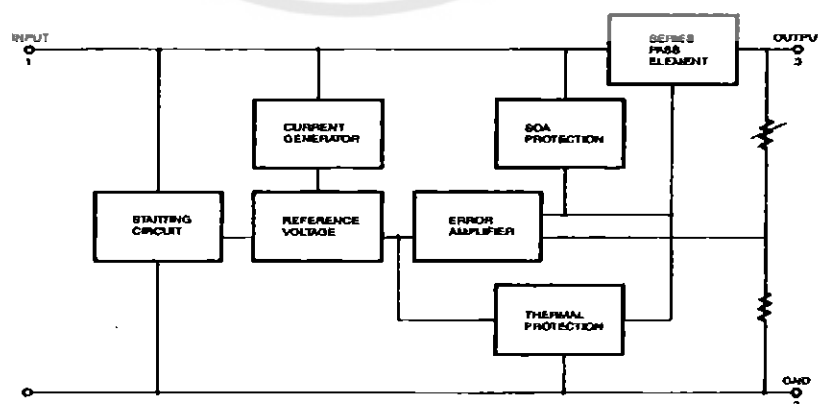 INPUT
1
SERIES
PASS
ELEMENT
OUTPU
3
CURRENT
GENERATOR
SOA
PROTECTION
STARTING
CIRCUIT
REFERENCE
VOLTAGE
ERROR
AMPLIFIER
THERMAL
PROTECTION
GND